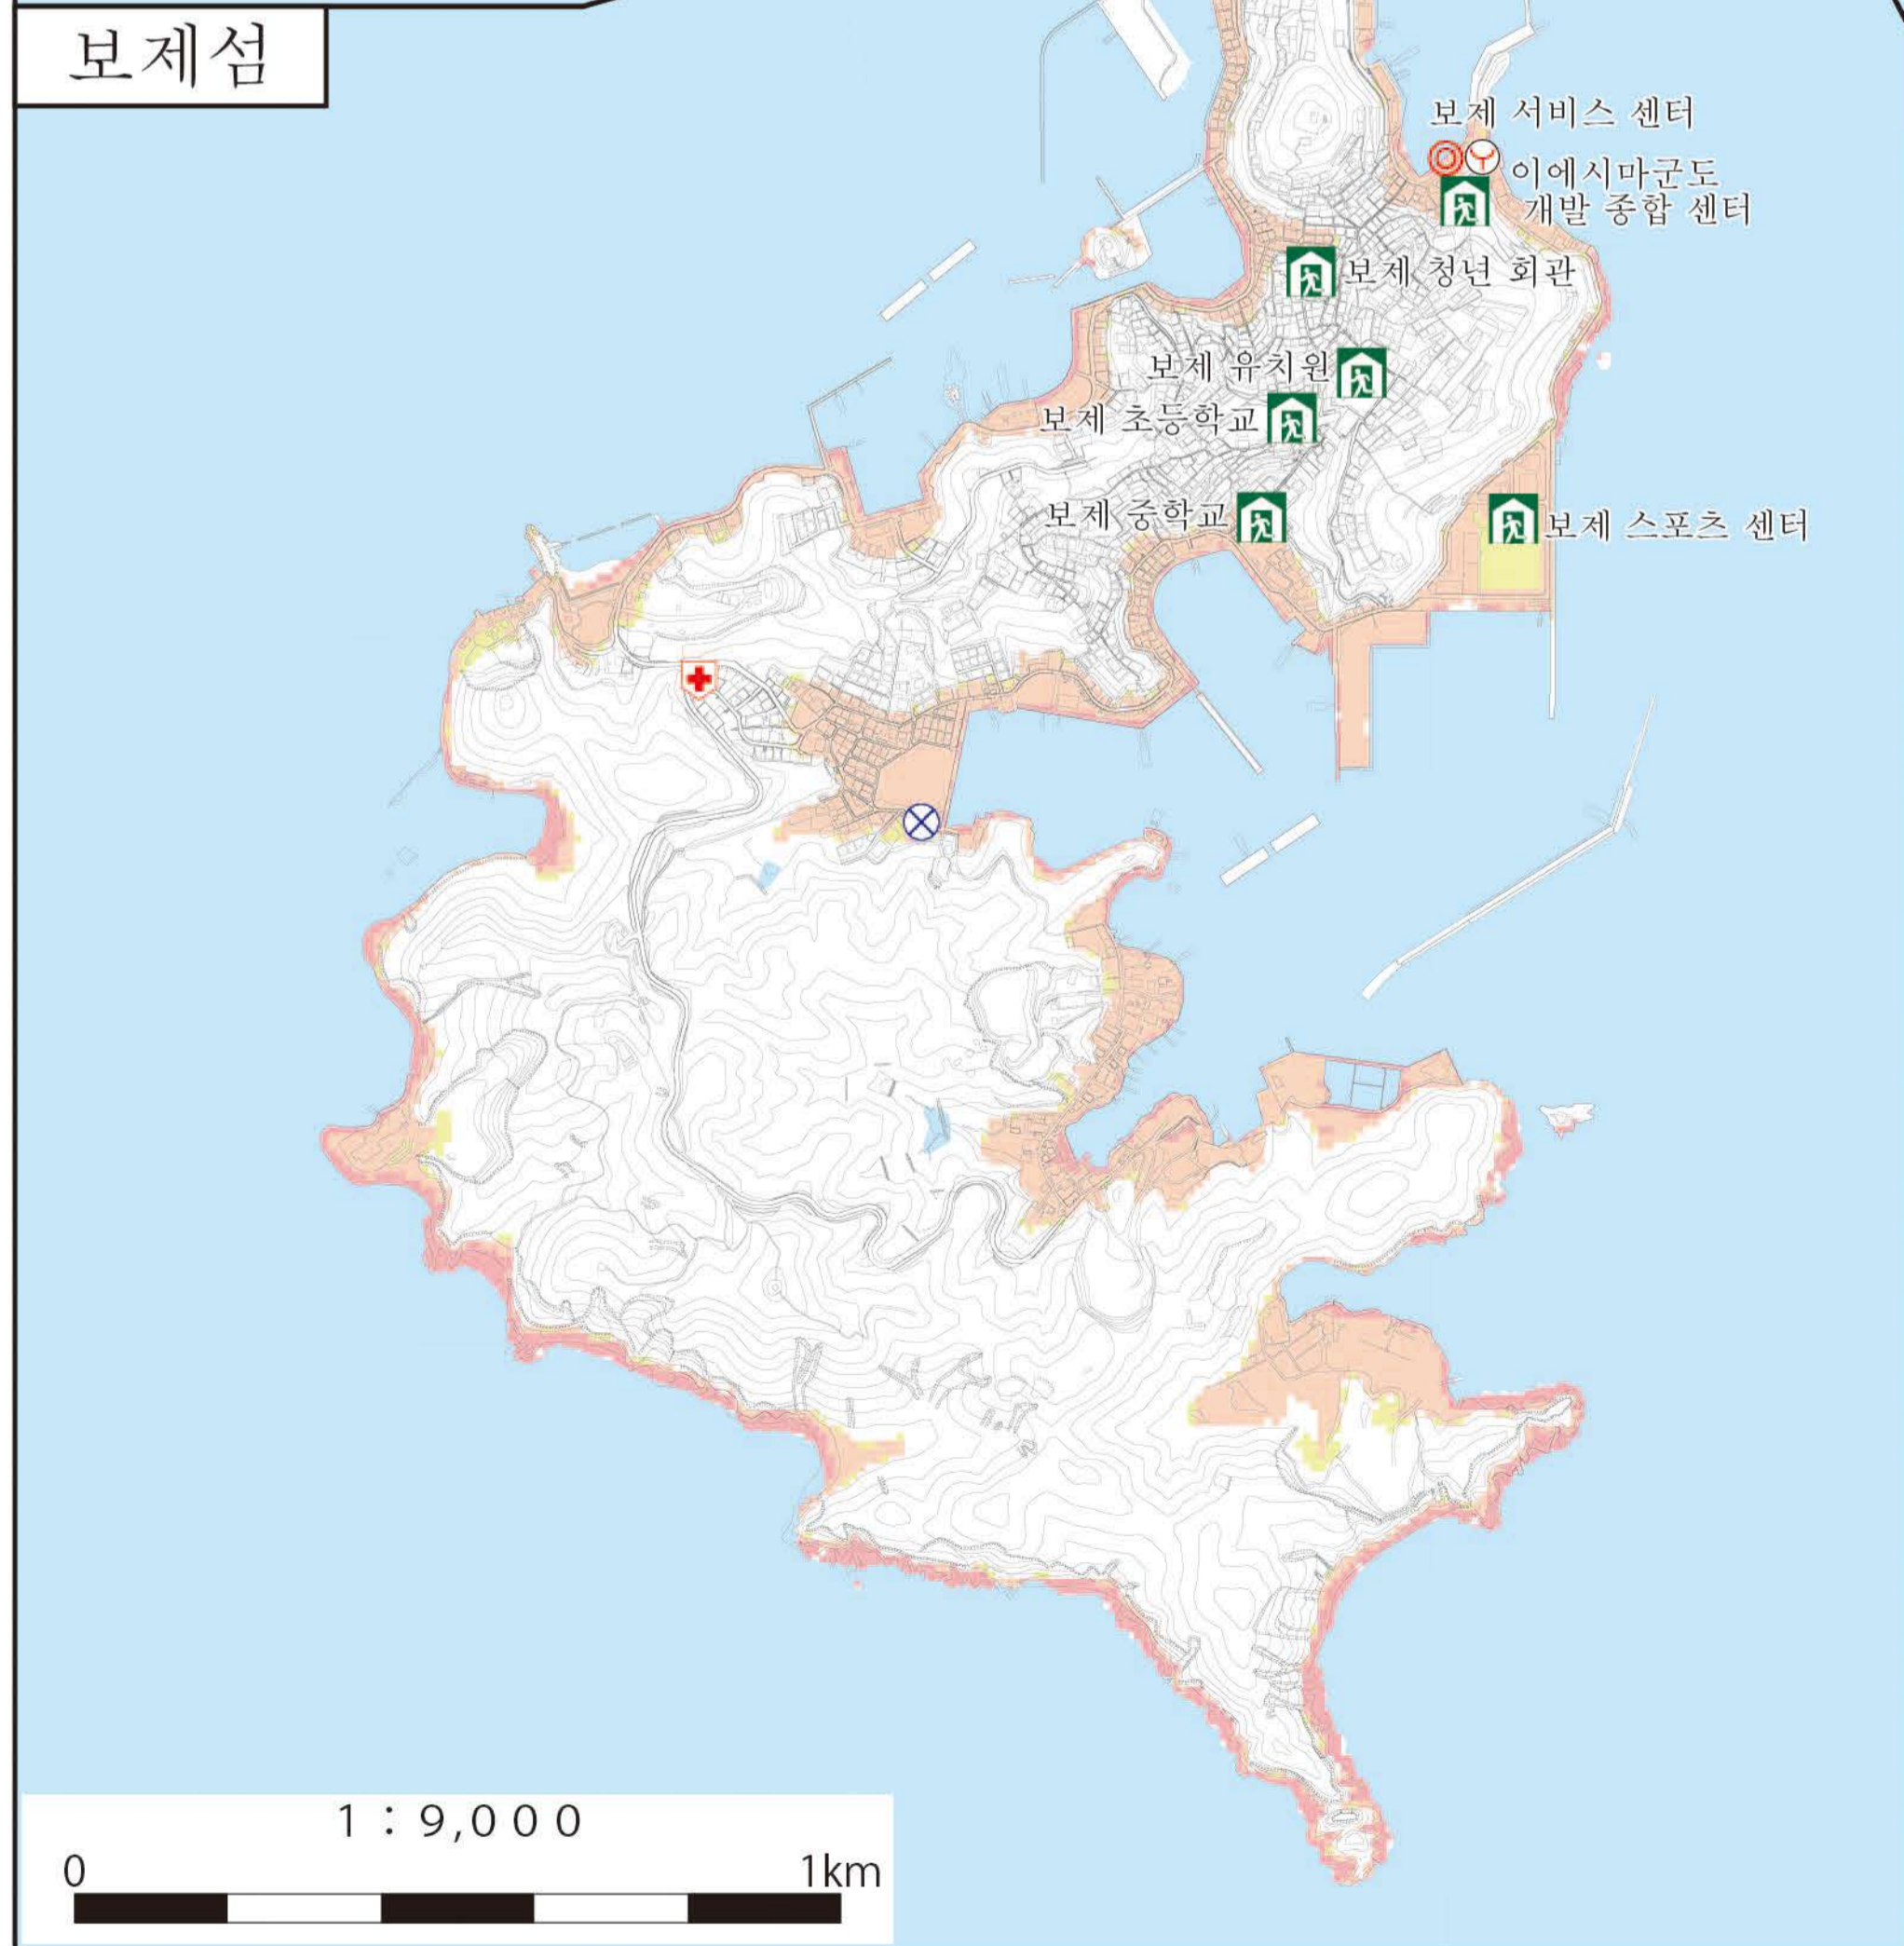 보제섬
보제 서비스 센터
이에시마군도
개발 종합 센터
보제 청년 회관
보제 유치원
보제 초등학교
보제 중학교
보제 스포츠 센터
1：9,000
0 1km